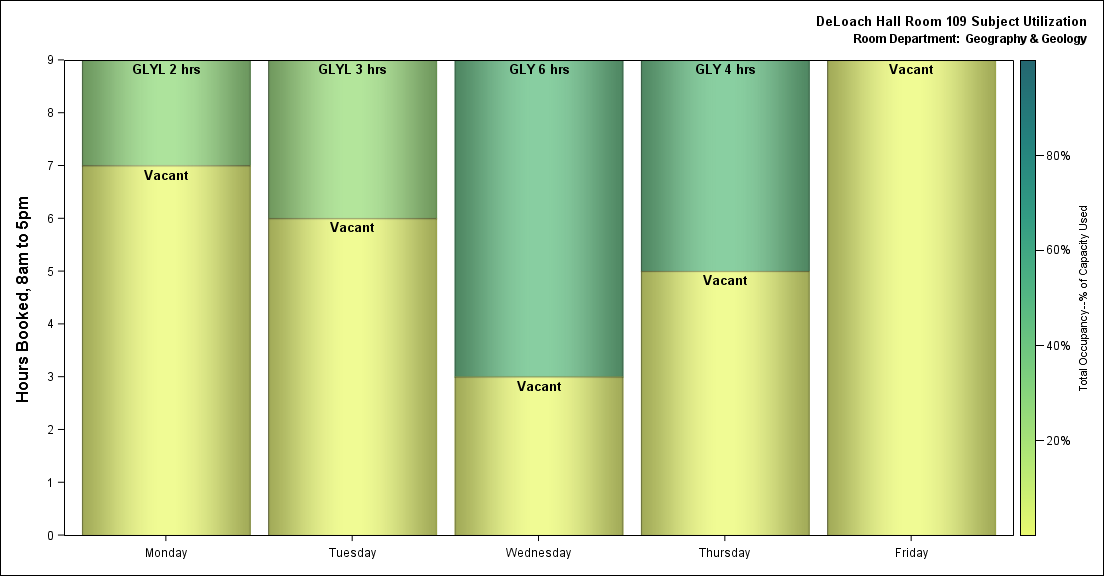 DeLoach Hall Room 109 Subject Utilization
Room Department: Geography & Geology
Hours Booked, 8am to 5pm
9
8
7
6
5
4
3
2
1
0
GLYL 2 hrs
Vacant
GLYL 3 hrs
Vacant
GLY 6 hrs
Vacant
GLY 4 hrs
Vacant
Vacant
Monday
Tuesday
Wednesday
Thursday
Friday
80%
60%
40%
20%
Total Occupancy--% of Capacity Used